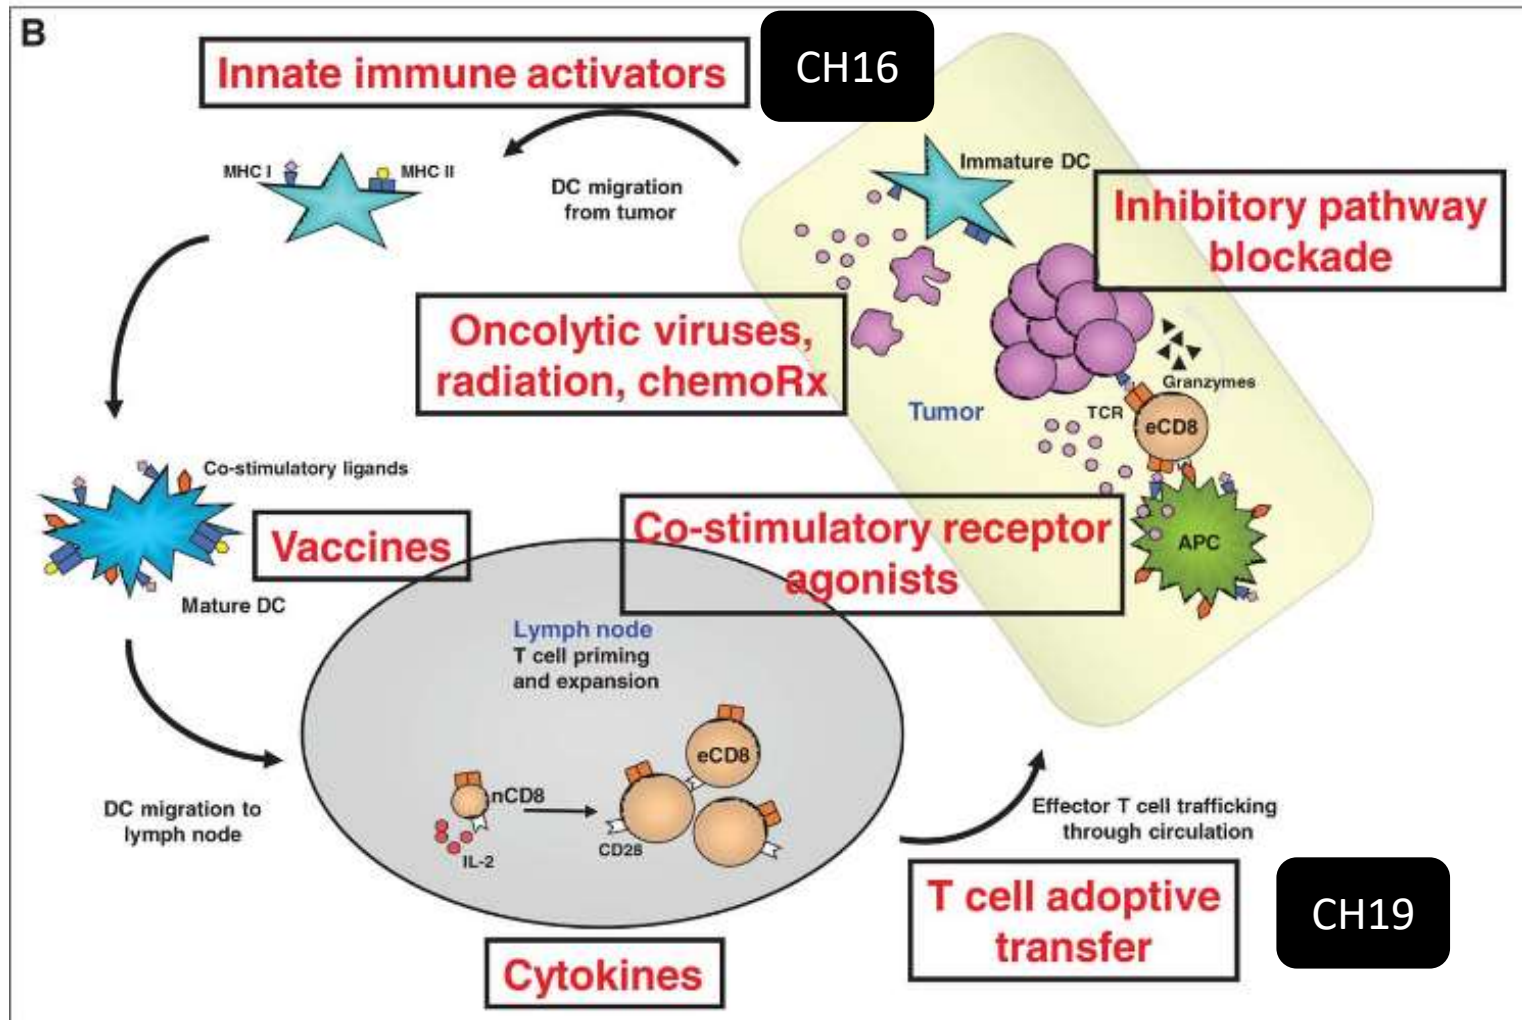 B
Innate immune activators
CH16
MHC I
MHC II
DC migration
from tumor
Immature DC
Inhibitory pathway
blockade
Oncolytic viruses,
radiation, chemoRx
Granzymes
Tumor
TCR
eCD8
Co-stimulatory ligands
Vaccines
Mature DC
Co-stimulatory receptor
agonists
APC
Lymph node
T cell priming
and expansion
eCD8
nCD8
IL-2
CD28
DC migration to
lymph node
Effector T cell trafficking
through circulation
T cell adoptive
transfer
CH19
Cytokines